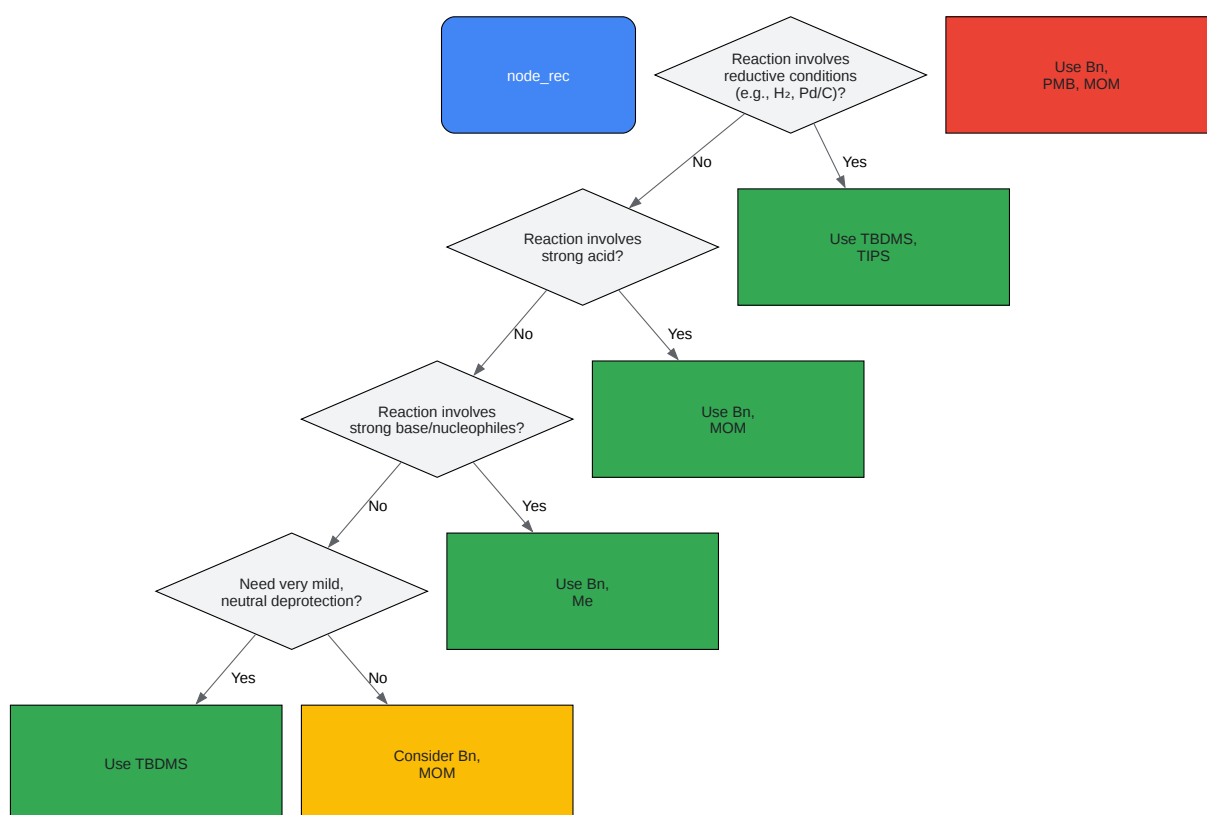 node_rec
Reaction involves
reductive conditions
(e.g., H₂, Pd/C)?
Use Bn,
PMB, MOM
No
Yes
Reaction involves
strong acid?
Use TBDMS,
TIPS
No
Yes
Reaction involves
strong base/nucleophiles?
Use Bn,
MOM
No
Yes
Need very mild,
neutral deprotection?
Use Bn,
Me
Yes
No
Use TBDMS
Consider Bn,
MOM